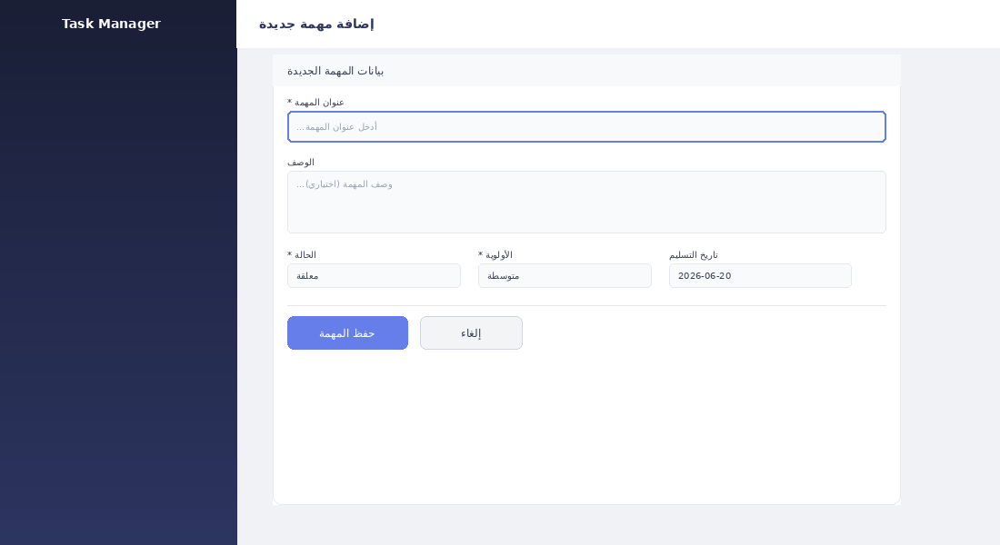 Task Manager
إضافة مهمة جديدة
بيانات المهمة الجديدة
عنوان المهمة *
أدخل عنوان المهمة...
الوصف
وصف المهمة (اختياري)...
الحالة *
الأولوية *
تاريخ التسليم
معلقة
متوسطة
2026-06-20
حفظ المهمة
إلغاء